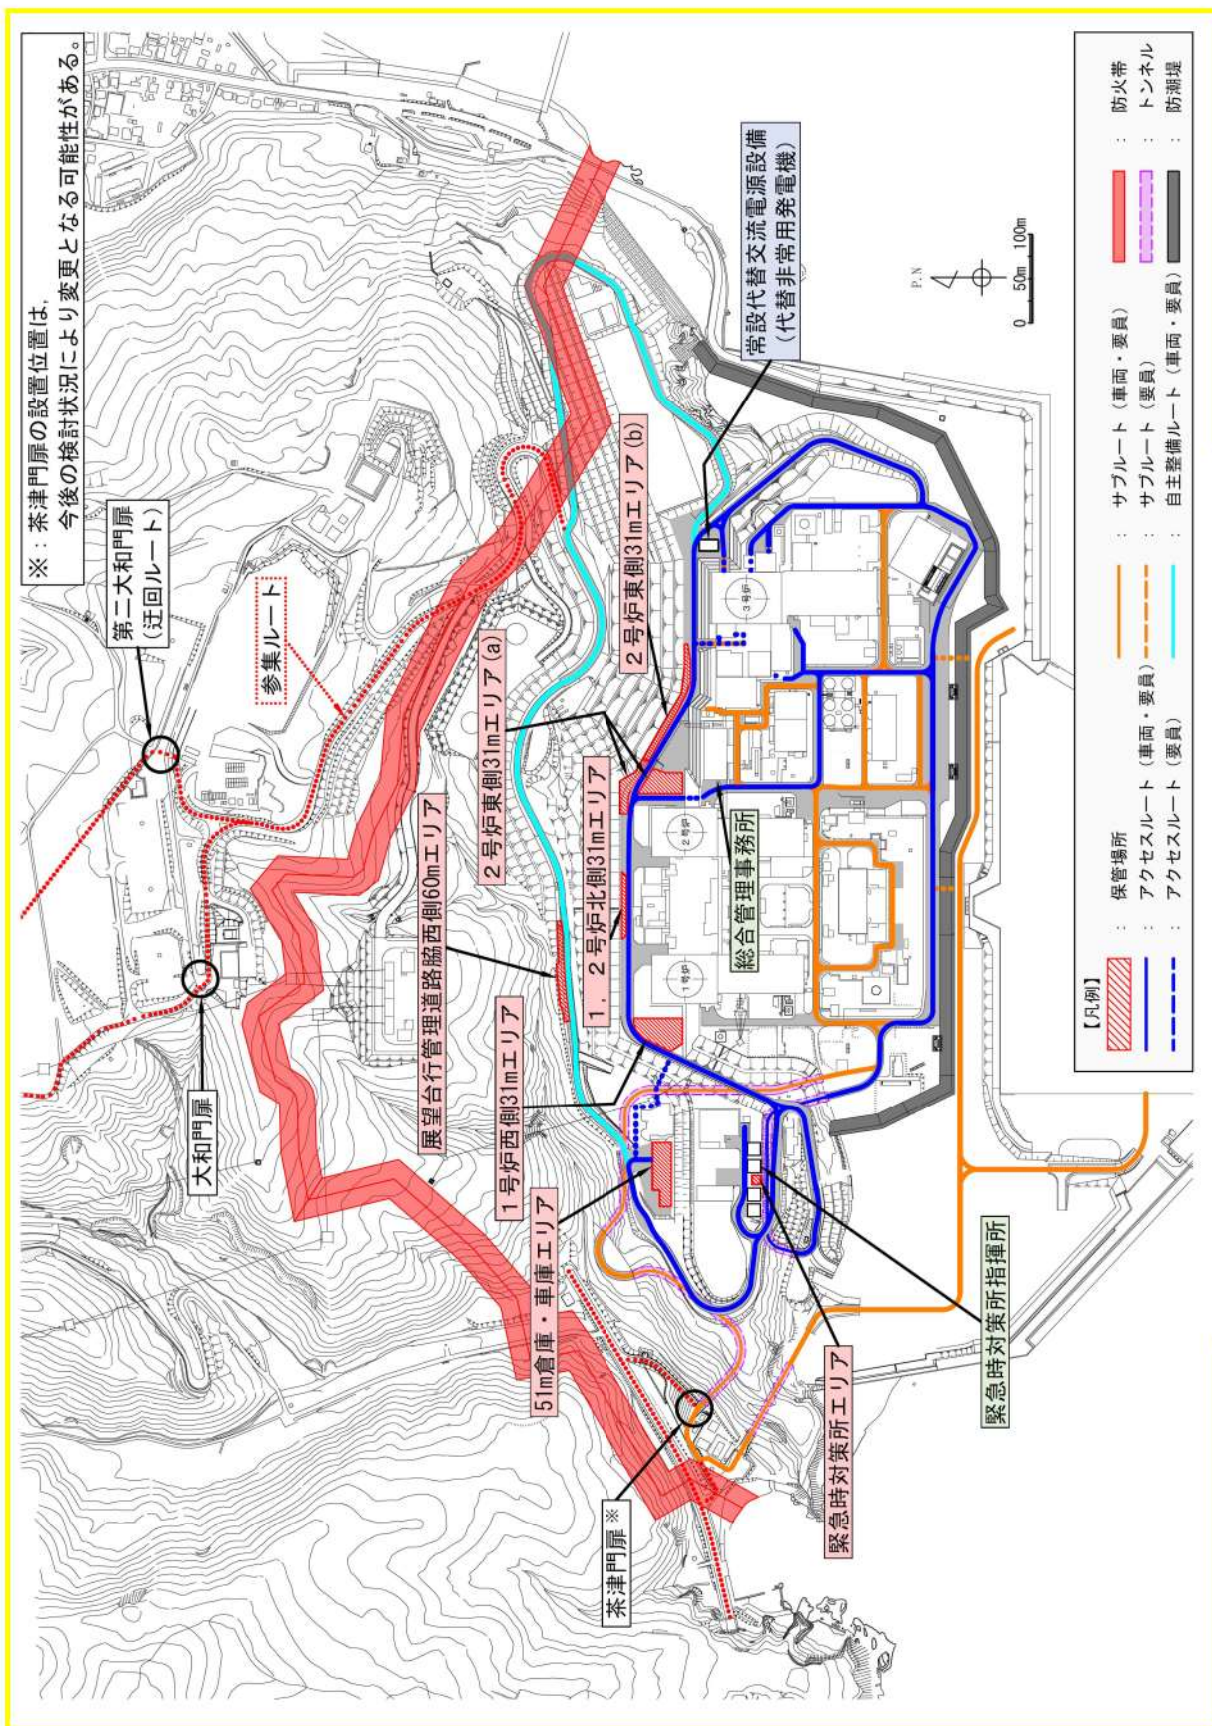 ※：茶津門扉の設置位置は，
今後の検討状況により変更となる可能性がある。
第二大和門扉
(迂回ルート)
参集ルート
大和門扉
展望台行管理道路脇西側60mエリア
2号炉東側31mエリア(a)
2号炉東側31mエリア(b)
1，2号炉北側31mエリア
1号炉西側31mエリア
51m倉庫・車庫エリア
常設代替交流電源設備
(代替非常用発電機)
総合管理事務所
1号炉
2号炉
3号炉
茶津門扉※
緊急時対策所エリア
緊急時対策所指揮所
P.N
0 50m 100m
【凡例】
： 保管場所
： アクセスルート（車両・要員）
： アクセスルート（要員）
： サブルート（車両・要員）
： サブルート（要員）
： 自主整備ルート（車両・要員）
： 防火帯
： トンネル
： 防潮堤